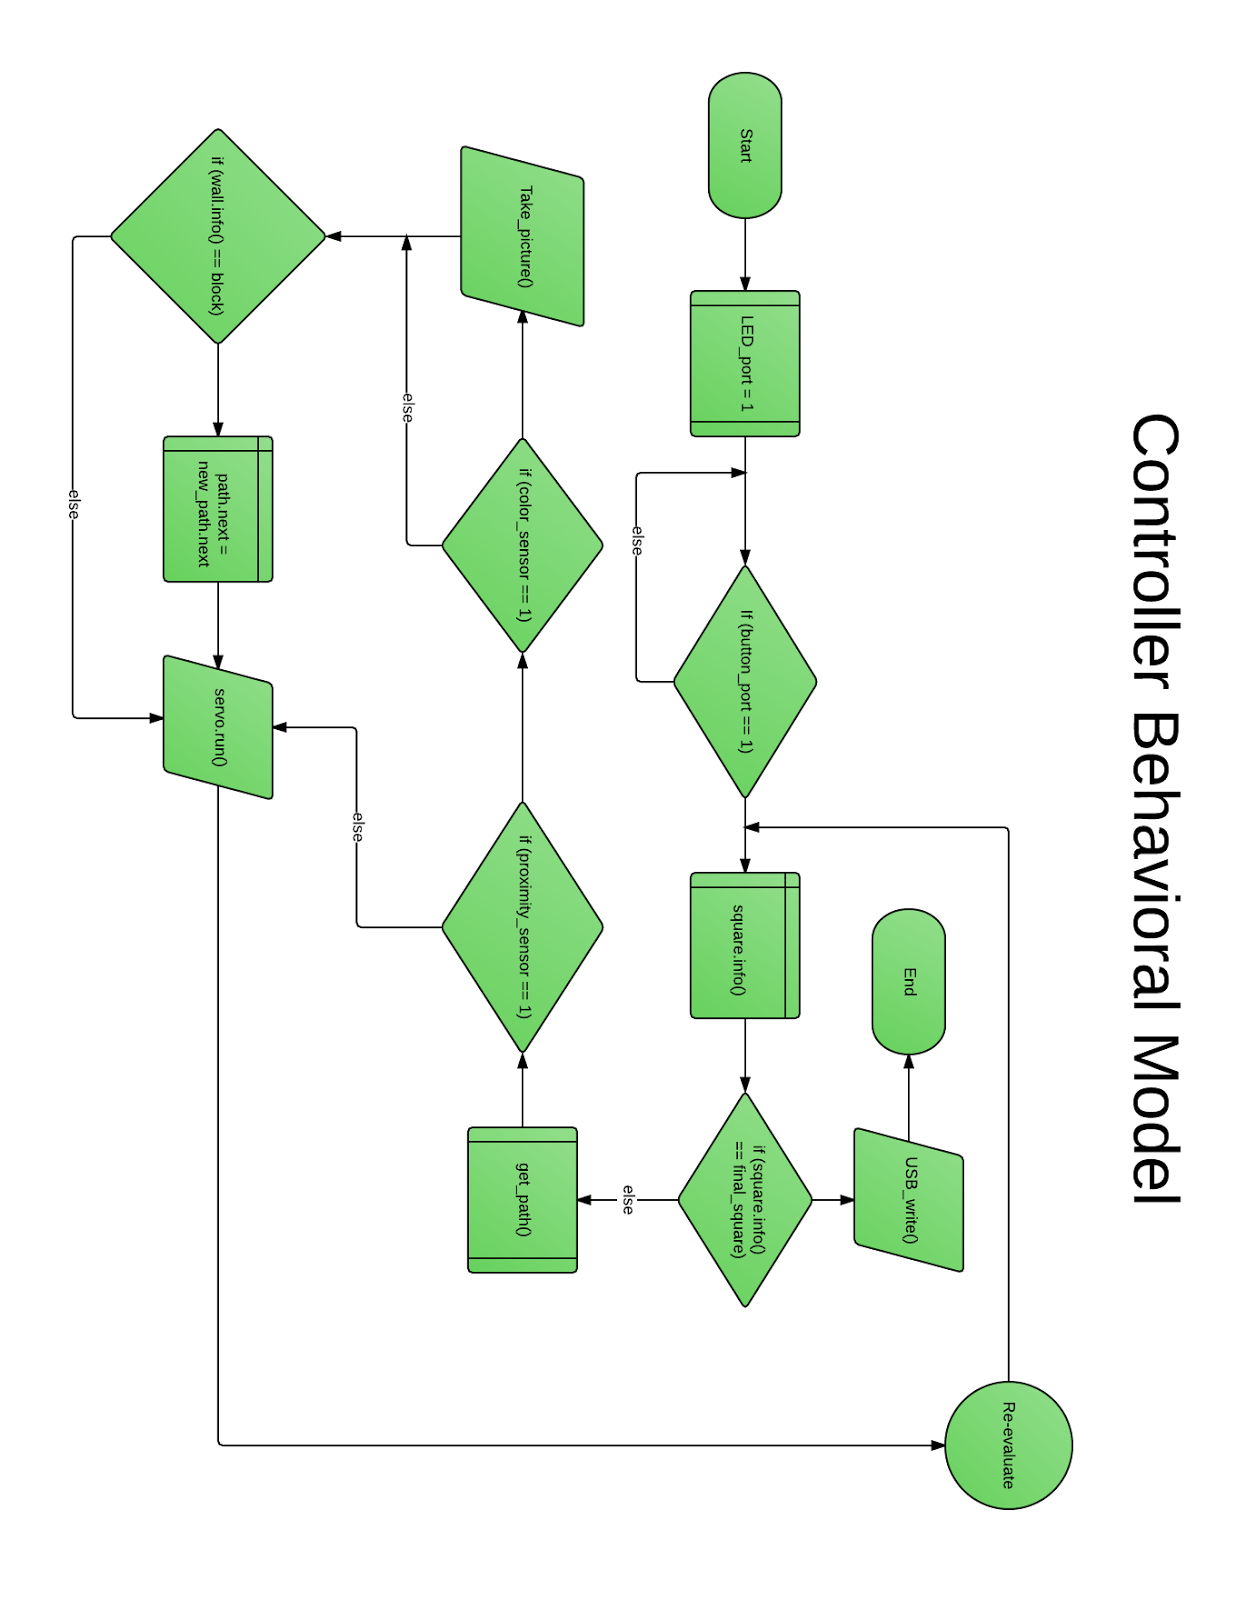 Controller Behavioral Model
Start
LED_port = 1
else
If (button_port == 1)
square.info()
if (square.info()
== final_square)
USB_write()
End
else
get_path()
if (proximity_sensor == 1)
else
if (color_sensor == 1)
else
Take_picture()
if (wall.info() == block)
else
path.next =
new_path.next
servo.run()
Re-evaluate